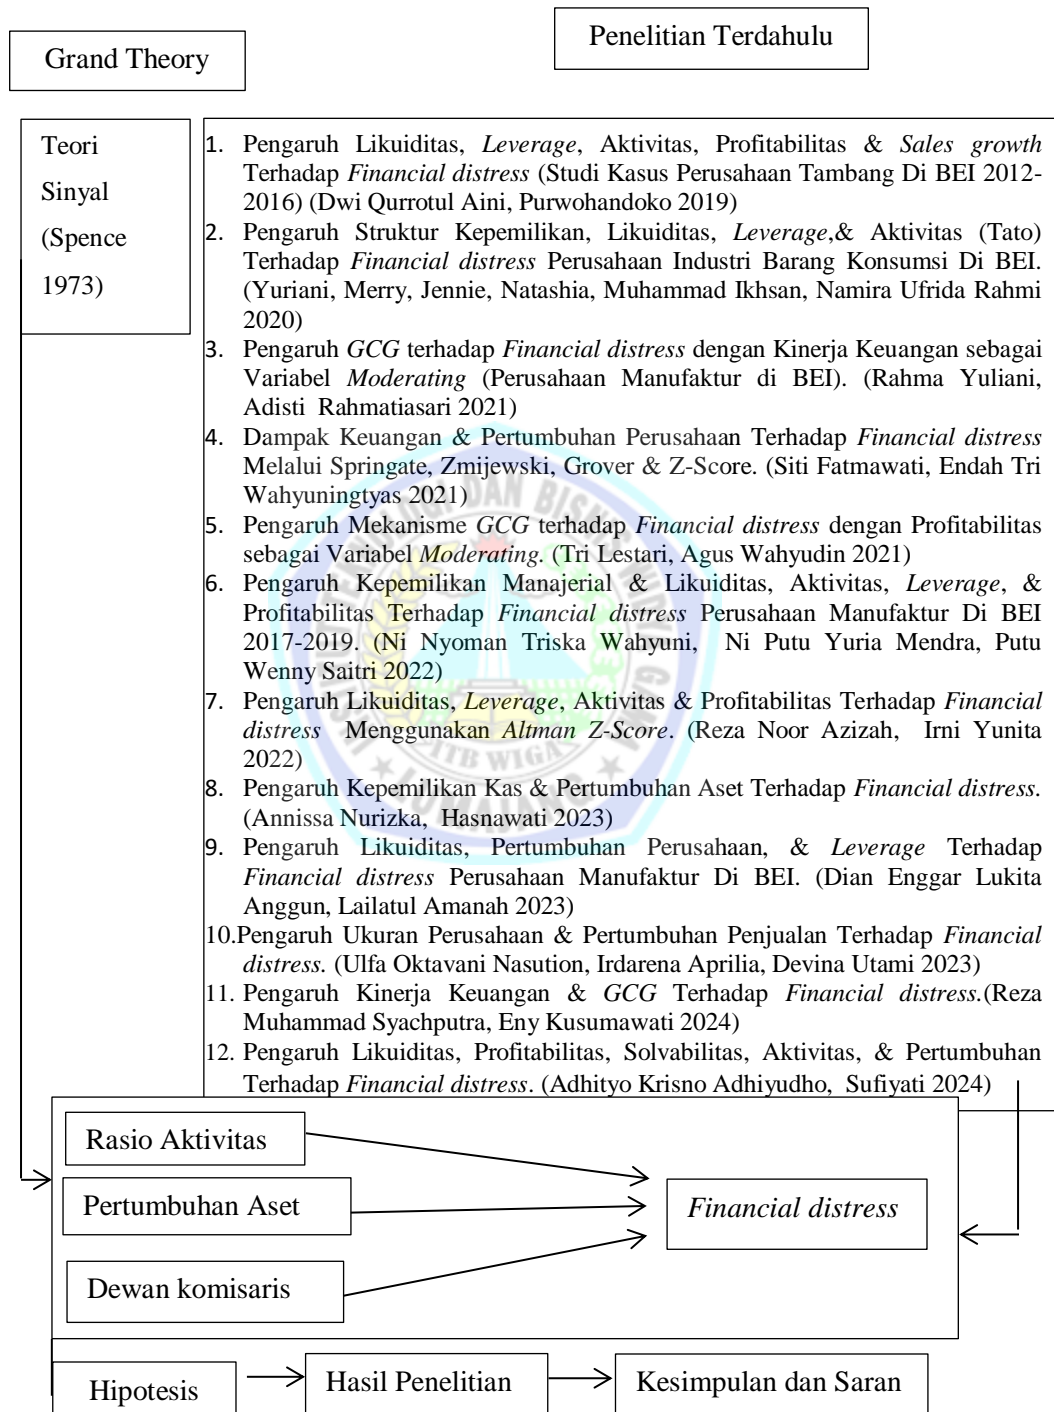 Grand Theory
Penelitian Terdahulu
Teori
Sinyal
(Spence
1973)
1. Pengaruh Likuiditas, Leverage, Aktivitas, Profitabilitas & Sales growth
Terhadap Financial distress (Studi Kasus Perusahaan Tambang Di BEI 2012-
2016) (Dwi Qurrotul Aini, Purwohandoko 2019)
2. Pengaruh Struktur Kepemilikan, Likuiditas, Leverage,& Aktivitas (Tato)
Terhadap Financial distress Perusahaan Industri Barang Konsumsi Di BEI.
(Yuriani, Merry, Jennie, Natashia, Muhammad Ikhsan, Namira Ufrida Rahmi
2020)
3. Pengaruh GCG terhadap Financial distress dengan Kinerja Keuangan sebagai
Variabel Moderating (Perusahaan Manufaktur di BEI). (Rahma Yuliani,
Adisti Rahmatiasari 2021)
4. Dampak Keuangan & Pertumbuhan Perusahaan Terhadap Financial distress
Melalui Springate, Zmijewski, Grover & Z-Score. (Siti Fatmawati, Endah Tri
Wahyuningtyas 2021)
5. Pengaruh Mekanisme GCG terhadap Financial distress dengan Profitabilitas
sebagai Variabel Moderating. (Tri Lestari, Agus Wahyudin 2021)
6. Pengaruh Kepemilikan Manajerial & Likuiditas, Aktivitas, Leverage, &
Profitabilitas Terhadap Financial distress Perusahaan Manufaktur Di BEI
2017-2019. (Ni Nyoman Triska Wahyuni, Ni Putu Yuria Mendra, Putu
Wenny Saitri 2022)
7. Pengaruh Likuiditas, Leverage, Aktivitas & Profitabilitas Terhadap Financial
distress Menggunakan Altman Z-Score. (Reza Noor Azizah, Irni Yunita
2022)
8. Pengaruh Kepemilikan Kas & Pertumbuhan Aset Terhadap Financial distress.
(Annissa Nurizka, Hasnawati 2023)
9. Pengaruh Likuiditas, Pertumbuhan Perusahaan, & Leverage Terhadap
Financial distress Perusahaan Manufaktur Di BEI. (Dian Enggar Lukita
Anggun, Lailatul Amanah 2023)
10.Pengaruh Ukuran Perusahaan & Pertumbuhan Penjualan Terhadap Financial
distress. (Ulfa Oktavani Nasution, Irdarena Aprilia, Devina Utami 2023)
11. Pengaruh Kinerja Keuangan & GCG Terhadap Financial distress.(Reza
Muhammad Syachputra, Eny Kusumawati 2024)
12. Pengaruh Likuiditas, Profitabilitas, Solvabilitas, Aktivitas, & Pertumbuhan
Terhadap Financial distress. (Adhityo Krisno Adhiyudho, Sufiyati 2024)
INSTITUT TEKNOLOGI DAN BISNIS WIDYA GAMA
ITB WIGA
LUMAJANG
Rasio Aktivitas
Pertumbuhan Aset
Financial distress
Dewan komisaris
Hipotesis
Hasil Penelitian
Kesimpulan dan Saran